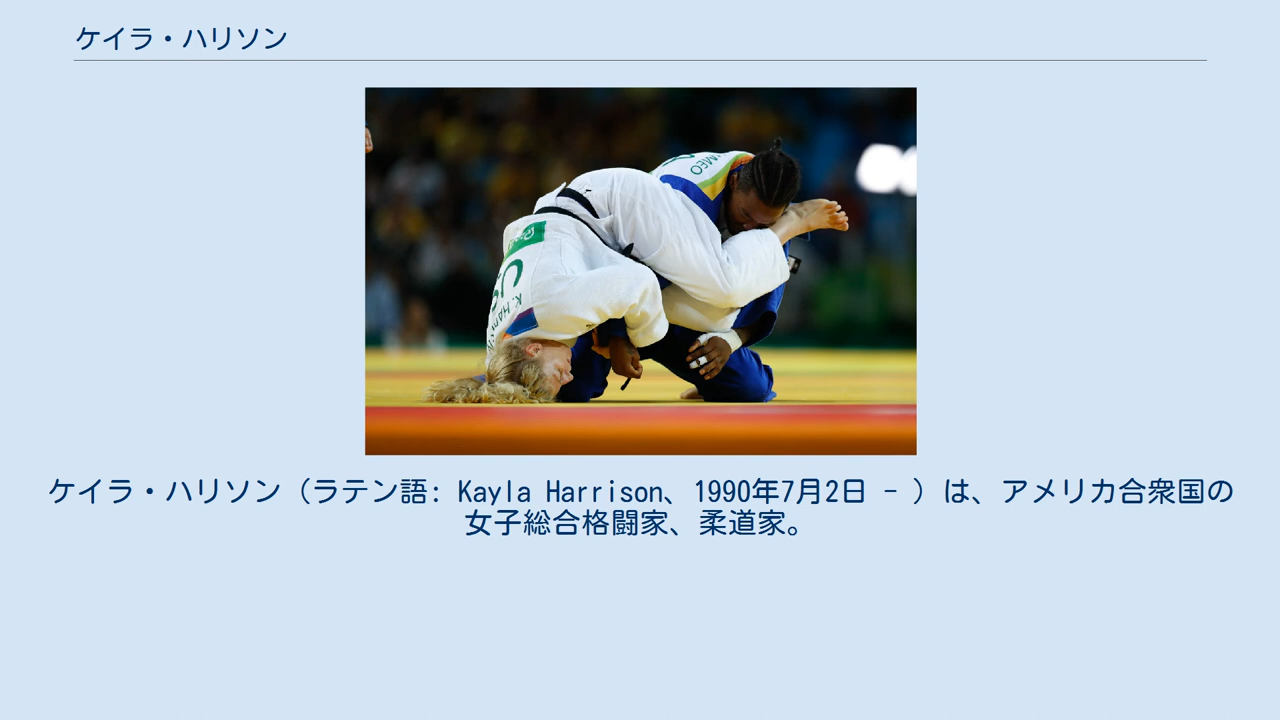 ケイラ・ハリソン
ケイラ・ハリソン（ラテン語: Kayla Harrison、1990年7月2日 - ）は、アメリカ合衆国の
女子総合格闘家、柔道家。